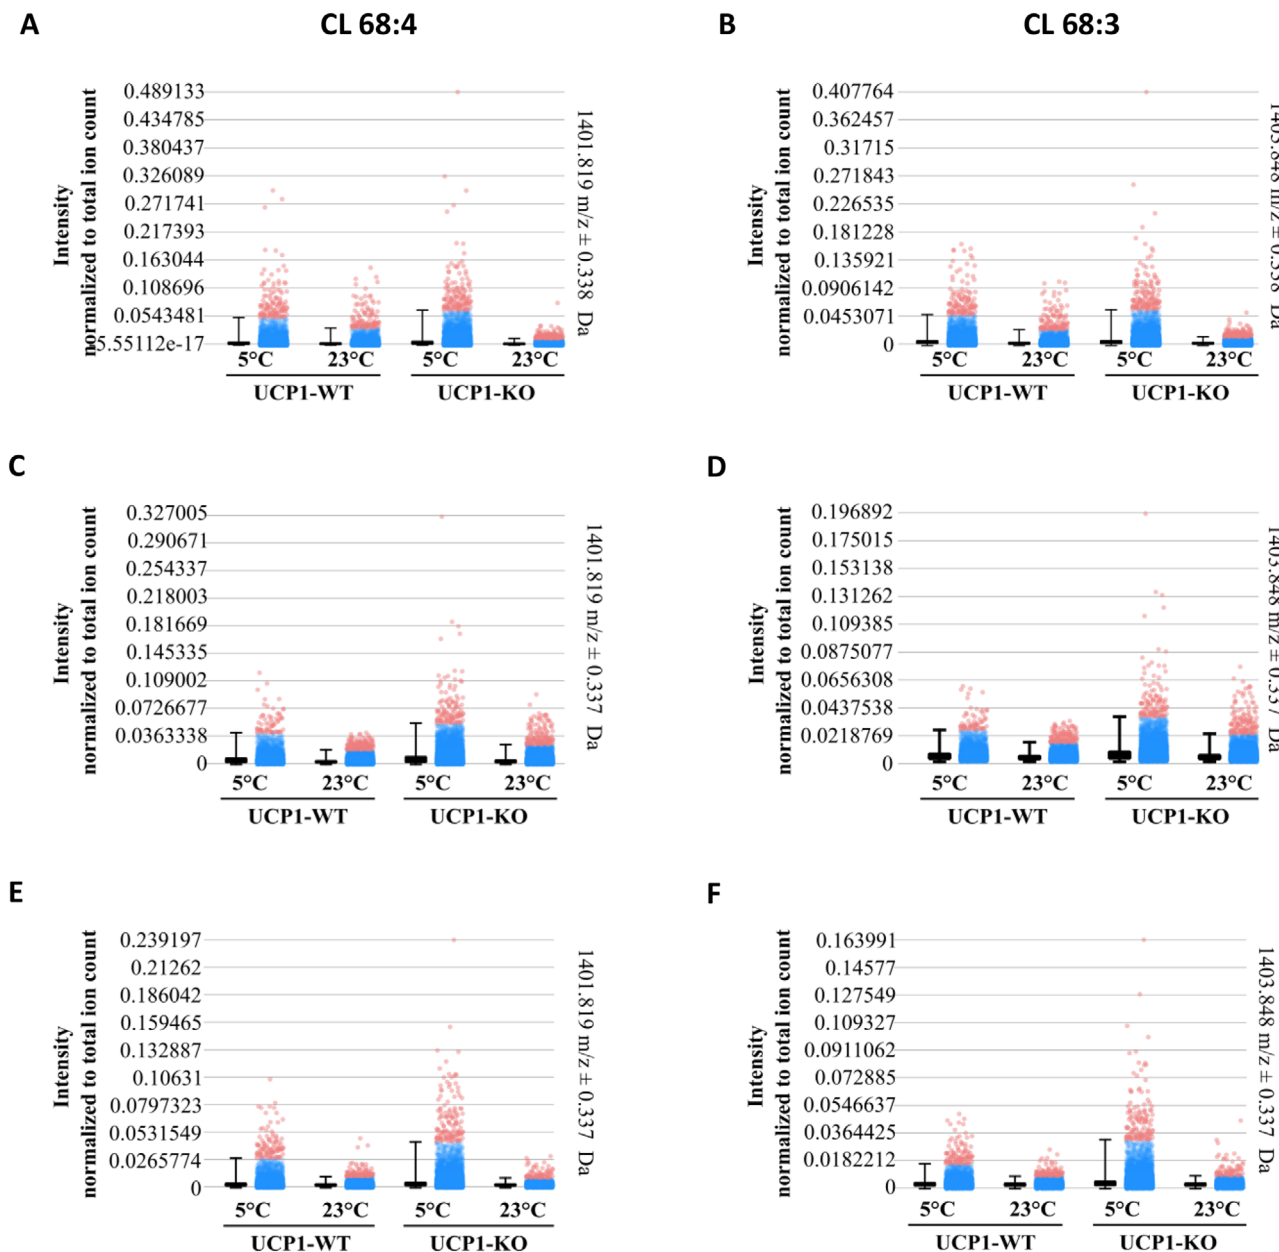 A
CL 68:4
Intensity
normalized to total ion count
0.489133
0.434785
0.380437
0.326089
0.271741
0.217393
0.163044
0.108696
0.0543481
5.55112e-17
1401.819 m/z ± 0.338 Da
5°C
23°C
5°C
23°C
UCP1-WT
UCP1-KO
B
CL 68:3
Intensity
normalized to total ion count
0.407764
0.362457
0.31715
0.271843
0.226535
0.181228
0.135921
0.0906142
0.0453071
0
1403.848 m/z ± 0.338 Da
5°C
23°C
5°C
23°C
UCP1-WT
UCP1-KO
C
Intensity
normalized to total ion count
0.327005
0.290671
0.254337
0.218003
0.181669
0.145335
0.109002
0.0726677
0.0363338
0
1401.819 m/z ± 0.337 Da
5°C
23°C
5°C
23°C
UCP1-WT
UCP1-KO
D
Intensity
normalized to total ion count
0.196892
0.175015
0.153138
0.131262
0.109385
0.0875077
0.0656308
0.0437538
0.0218769
0
1403.848 m/z ± 0.337 Da
5°C
23°C
5°C
23°C
UCP1-WT
UCP1-KO
E
Intensity
normalized to total ion count
0.239197
0.21262
0.186042
0.159465
0.132887
0.10631
0.0797323
0.0531549
0.0265774
0
1401.819 m/z ± 0.337 Da
5°C
23°C
5°C
23°C
UCP1-WT
UCP1-KO
F
Intensity
normalized to total ion count
0.163991
0.14577
0.127549
0.109327
0.0911062
0.072885
0.0546637
0.0364425
0.0182212
0
1403.848 m/z ± 0.337 Da
5°C
23°C
5°C
23°C
UCP1-WT
UCP1-KO